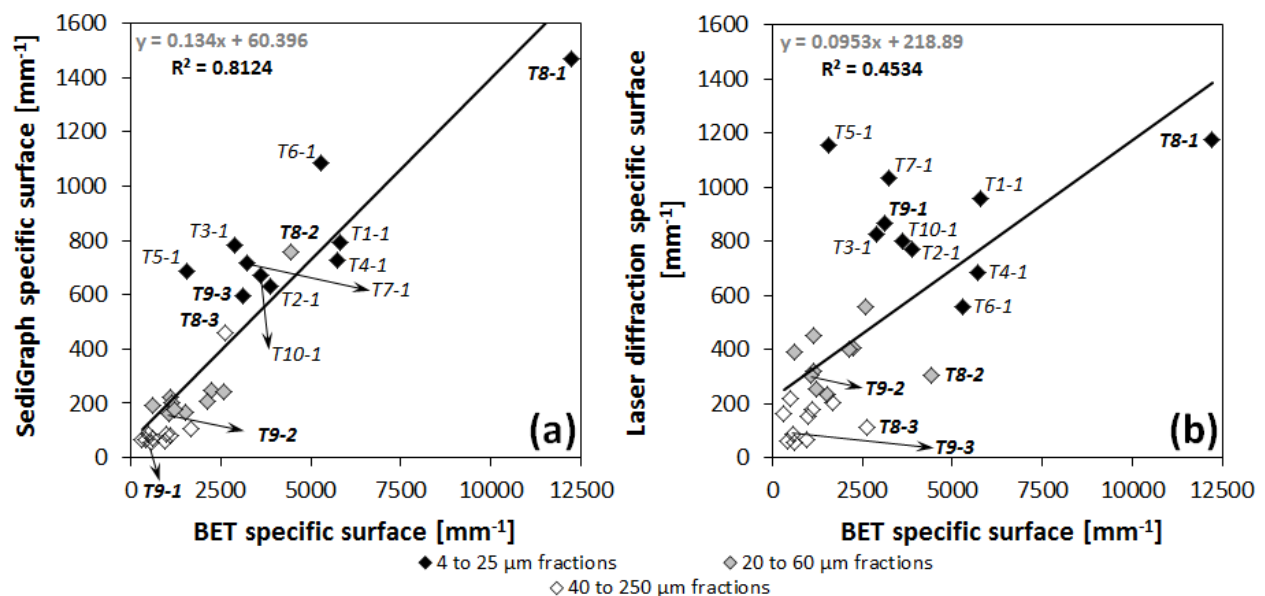 SediGraph specific surface [mm⁻¹]
1600
1400
1200
1000
800
600
400
200
0
y = 0.134x + 60.396
R² = 0.8124
T8-1
T6-1
T3-1
T8-2
T1-1
T5-1
T4-1
T7-1
T9-3
T2-1
T8-3
T10-1
T9-2
T9-1
(a)
0 2500 5000 7500 10000 12500
BET specific surface [mm⁻¹]
Laser diffraction specific surface
[mm⁻¹]
1600
1400
1200
1000
800
600
400
200
0
y = 0.0953x + 218.89
R² = 0.4534
T5-1
T8-1
T7-1
T1-1
T9-1
T10-1
T3-1
T2-1
T4-1
T6-1
T9-2
T8-2
T8-3
T9-3
(b)
0 2500 5000 7500 10000 12500
BET specific surface [mm⁻¹]
4 to 25 µm fractions
20 to 60 µm fractions
40 to 250 µm fractions